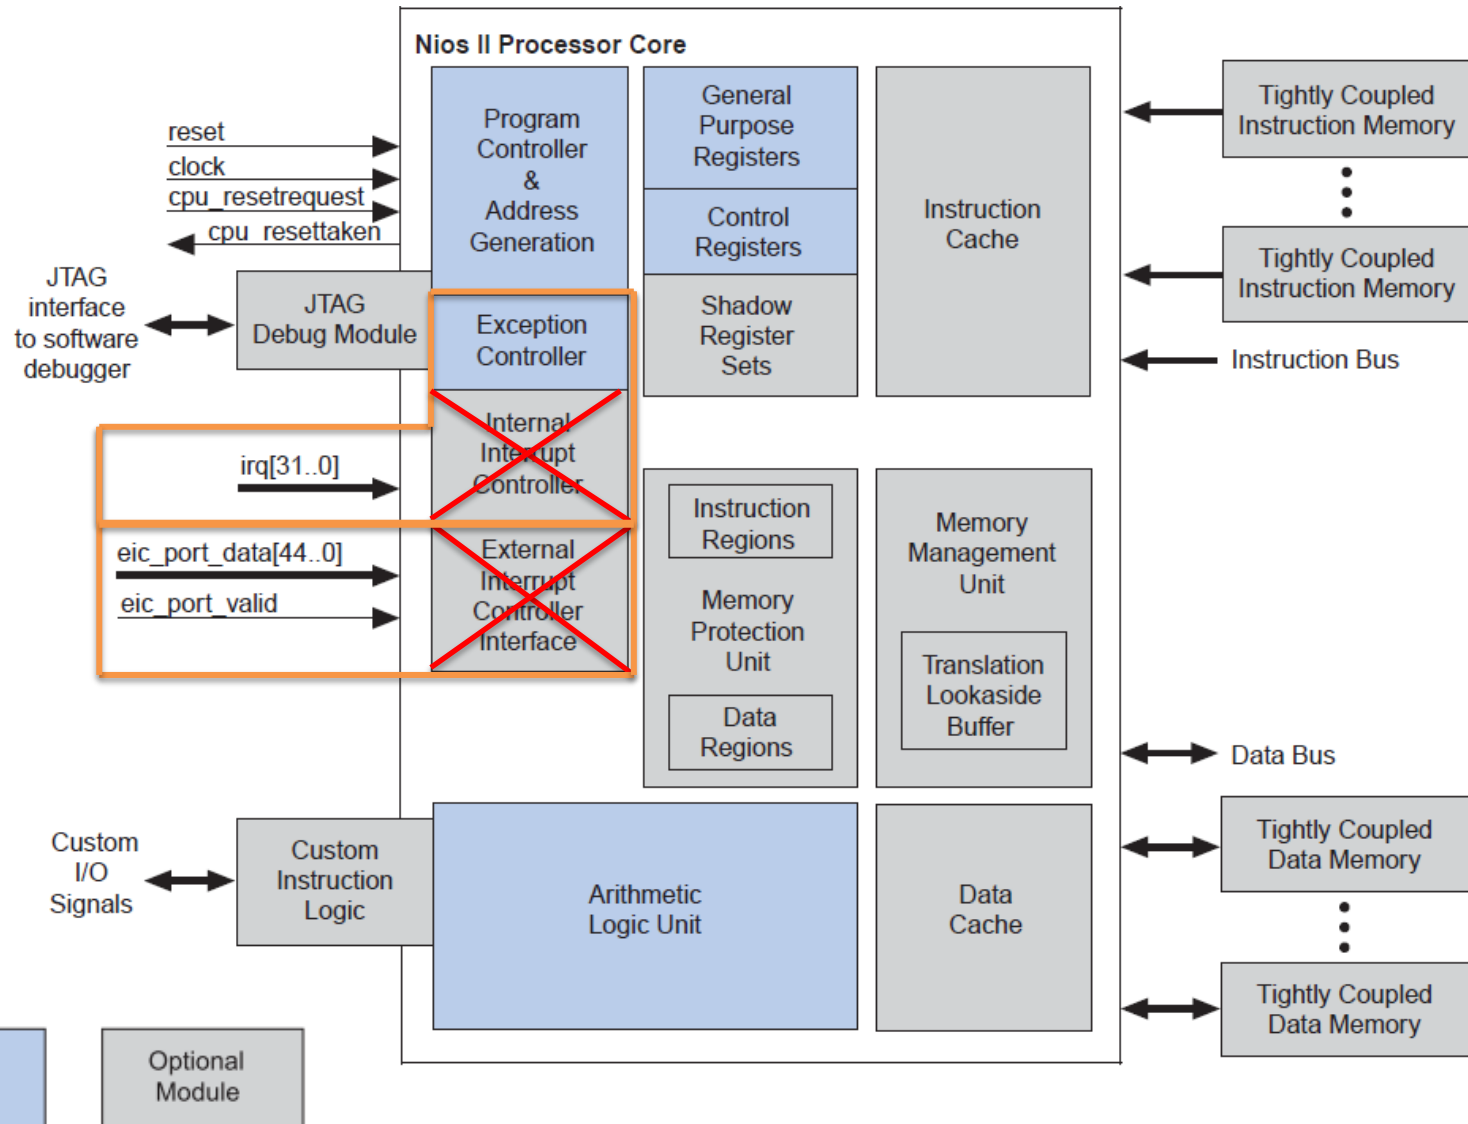 Nios II Processor Core
reset
clock
cpu_resetrequest
cpu_resettaken
JTAG
interface
to software
debugger
JTAG
Debug Module
Program
Controller
&
Address
Generation
Exception
Controller
Internal
Interrupt
Controller
irq[31..0]
eic_port_data[44..0]
eic_port_valid
External
Interrupt
Controller
Interface
General
Purpose
Registers
Control
Registers
Shadow
Register
Sets
Instruction
Cache
Instruction
Regions
Memory
Protection
Unit
Data
Regions
Memory
Management
Unit
Translation
Lookaside
Buffer
Custom
I/O
Signals
Custom
Instruction
Logic
Arithmetic
Logic Unit
Data
Cache
Tightly Coupled
Instruction Memory
Tightly Coupled
Instruction Memory
Instruction Bus
Data Bus
Tightly Coupled
Data Memory
Tightly Coupled
Data Memory
Optional
Module